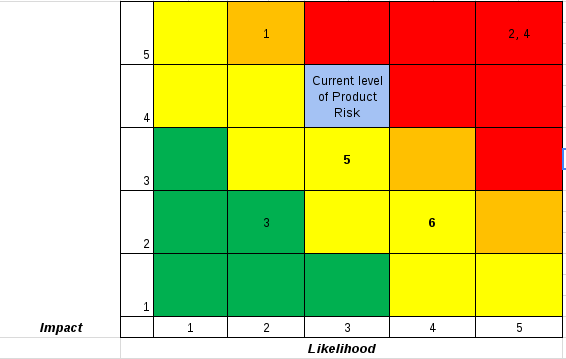 5 1 2, 4
4 Current level
of Product
Risk
3 5
2 3 6
1
Impact 1 2 3 4 5
Likelihood